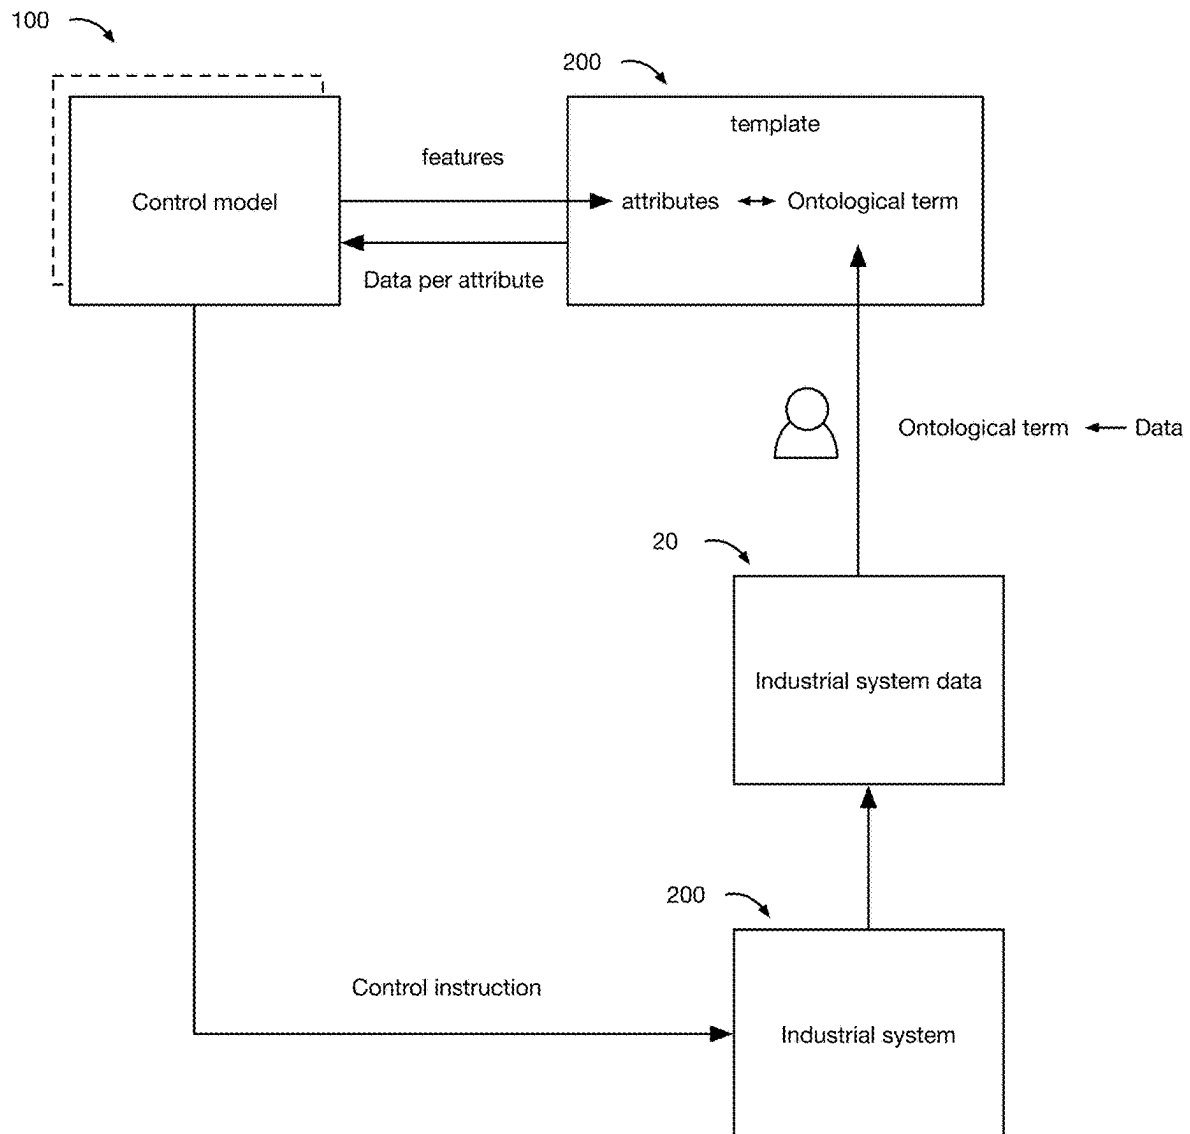 100
200
template
features
Control model
attributes
Ontological term
Data per attribute
Ontological term
Data
20
Industrial system data
200
Control instruction
Industrial system